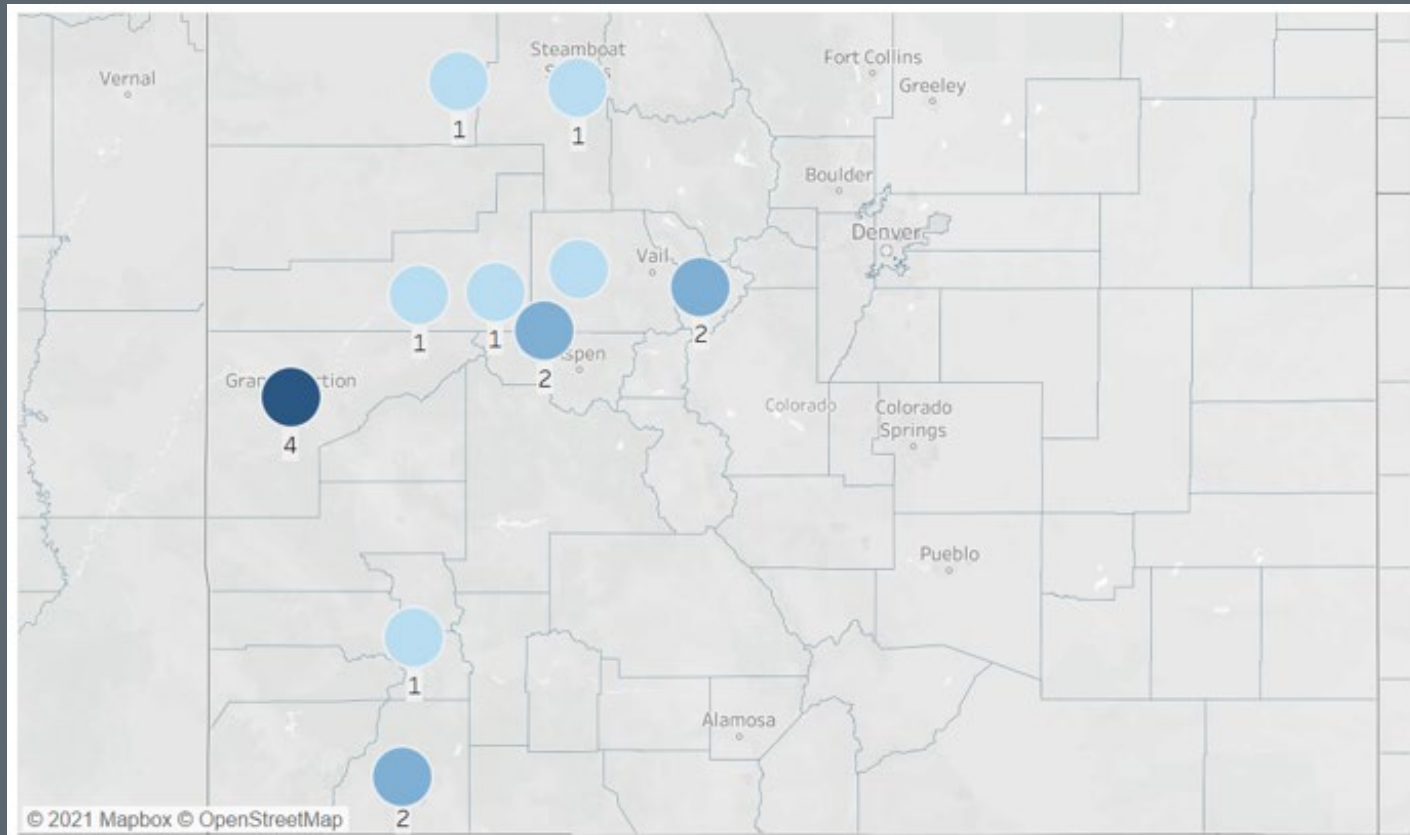 Steamboat
Fort Collins
Vernal
Greeley
1
1
Boulder
Denver
Vail
1
1
2
2
Colorado
Colorado
Springs
4
Pueblo
1
Alamosa
2
© 2021 Mapbox © OpenStreetMap